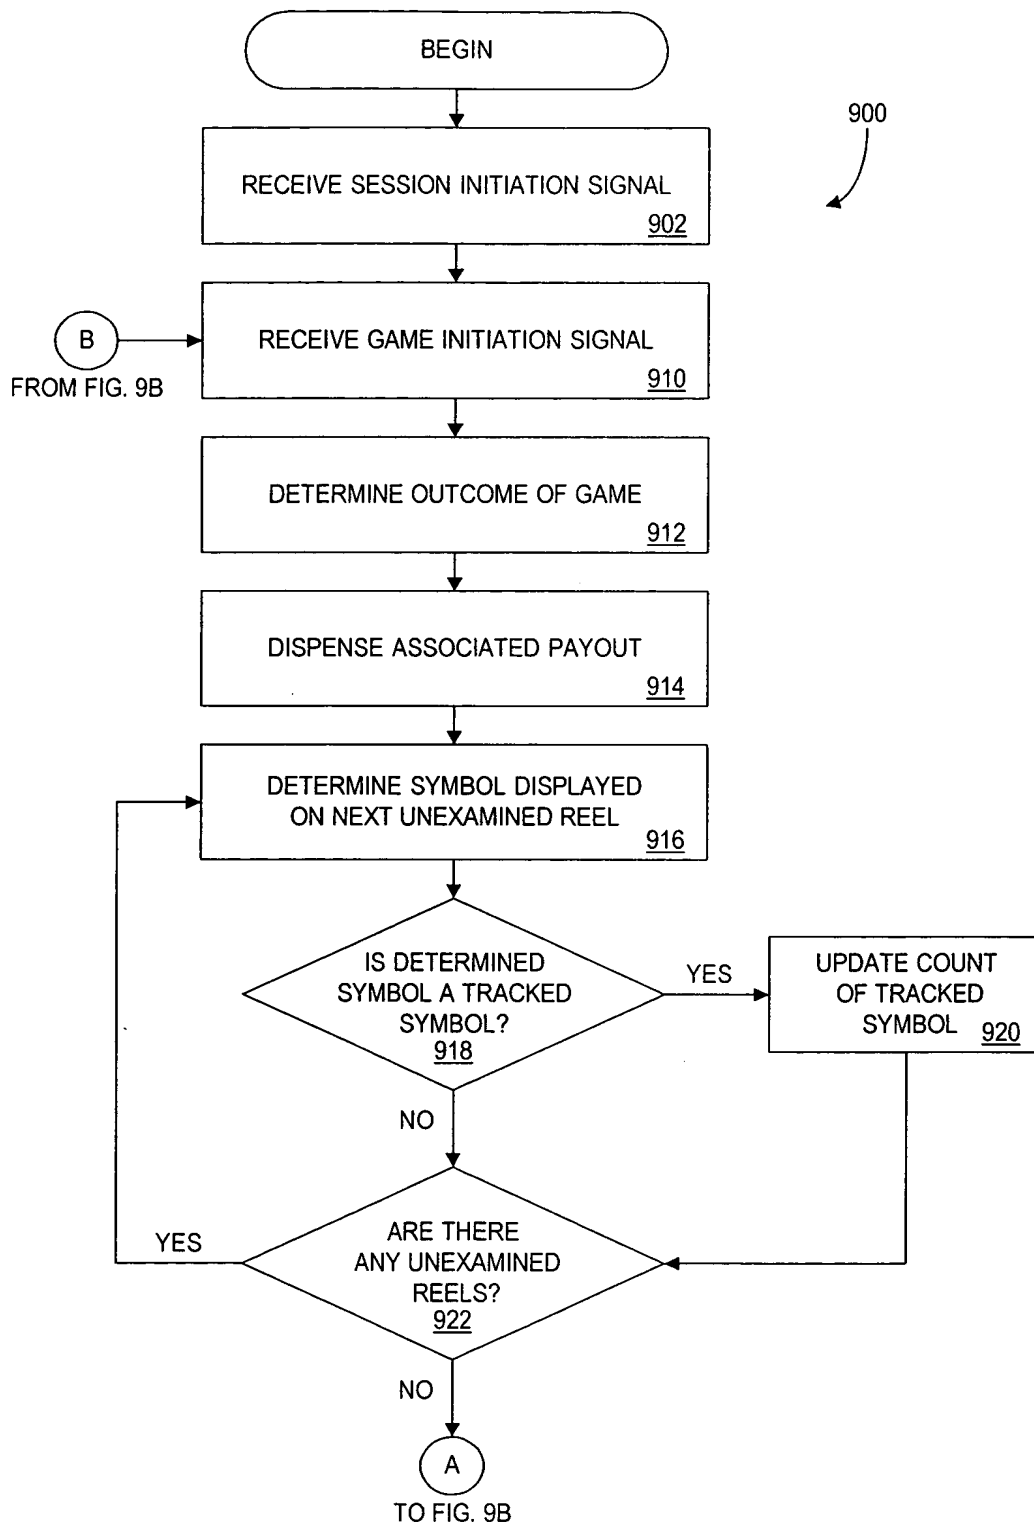 BEGIN
900
RECEIVE SESSION INITIATION SIGNAL
902
B
FROM FIG. 9B
RECEIVE GAME INITIATION SIGNAL
910
DETERMINE OUTCOME OF GAME
912
DISPENSE ASSOCIATED PAYOUT
914
DETERMINE SYMBOL DISPLAYED
ON NEXT UNEXAMINED REEL
916
IS DETERMINED
SYMBOL A TRACKED
SYMBOL?
918
YES
UPDATE COUNT
OF TRACKED
SYMBOL 920
NO
ARE THERE
ANY UNEXAMINED
REELS?
922
YES
NO
A
TO FIG. 9B